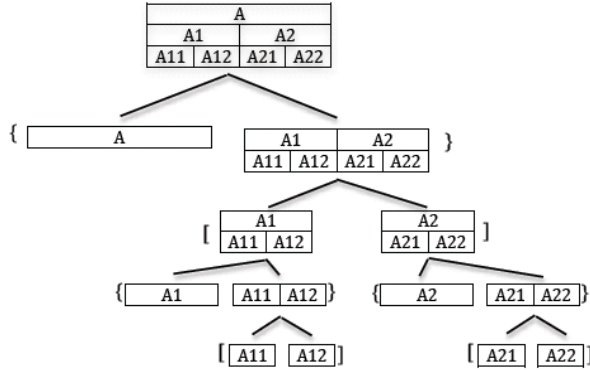 A
A1 A2
A11 A12 A21 A22
{ A
A1 A2 }
A11 A12 A21 A22
[ A1 A2 ]
A11 A12 A21 A22
{ A1 A11 A12 } { A2 A21 A22 }
[ A11 A12 ] [ A21 A22 ]